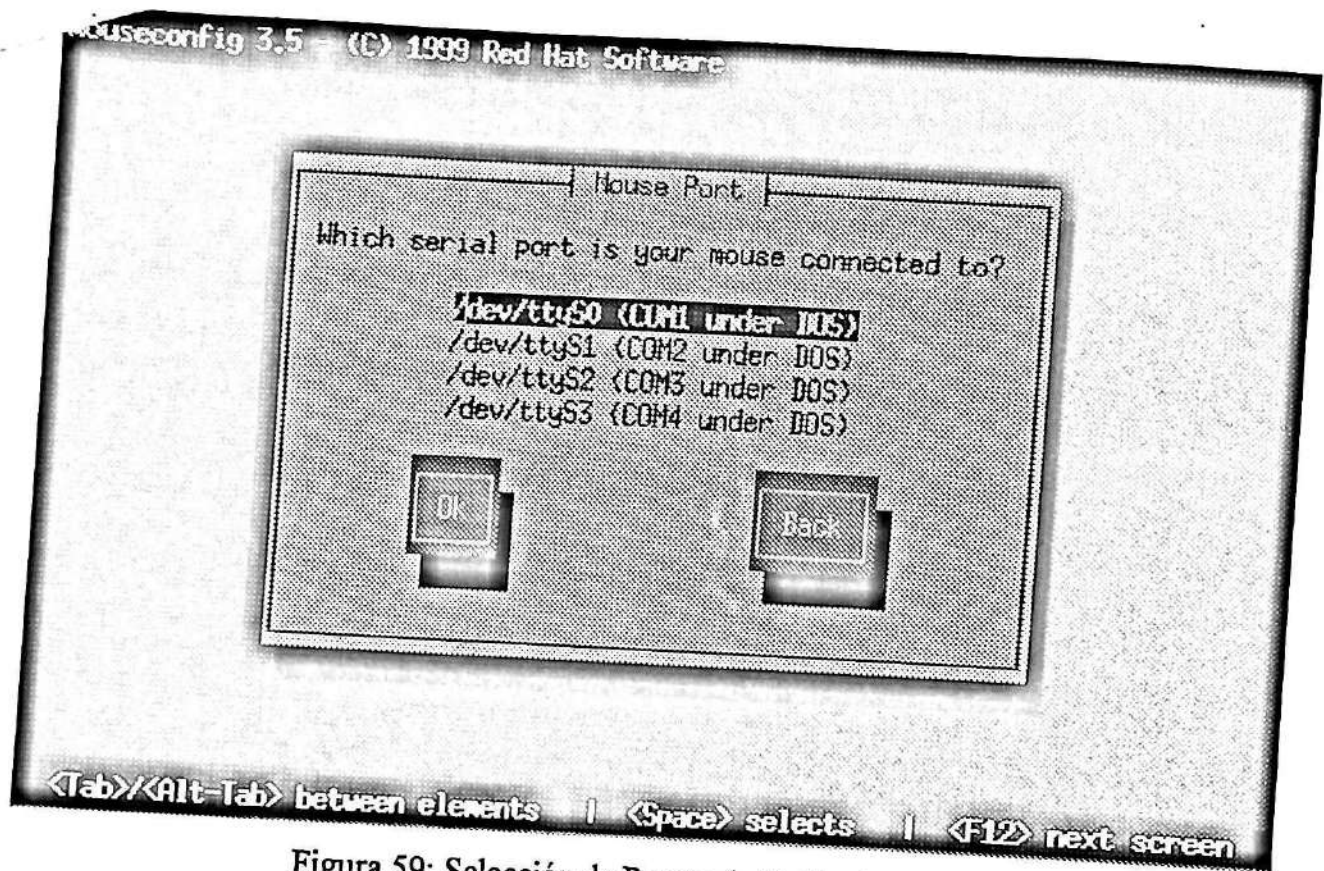 Mouseconfig 3.5 - (C) 1999 Red Hat Software
Mouse Port
Which serial port is your mouse connected to?
/dev/ttyS0 (COM1 under DOS)
/dev/ttyS1 (COM2 under DOS)
/dev/ttyS2 (COM3 under DOS)
/dev/ttyS3 (COM4 under DOS)
Ok
Back
<Tab>/<Alt-Tab> between elements | <Space> selects | <F12> next screen
Figura 59: Selección de